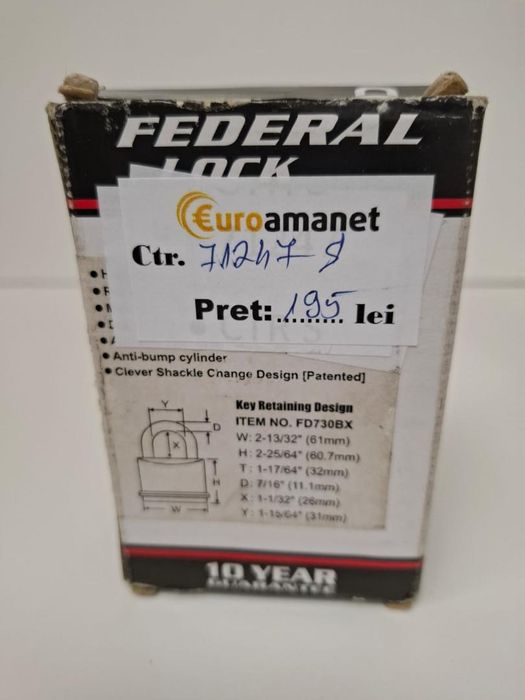 FEDERAL
LOCK
€uroamanet
Ctr. 71247
Pret: 195 lei
• Anti-bump cylinder
• Clever Shackle Change Design [Patented]
Y
D
X
H
W
Key Retaining Design
ITEM NO. FD730BX
W: 2-13/32" (61mm)
H: 2-25/64" (60.7mm)
T: 1-17/64" (32mm)
D: 7/16" (11.1mm)
X: 1-1/32" (26mm)
Y: 1-15/64" (31mm)
10 YEAR
GUARANTEE